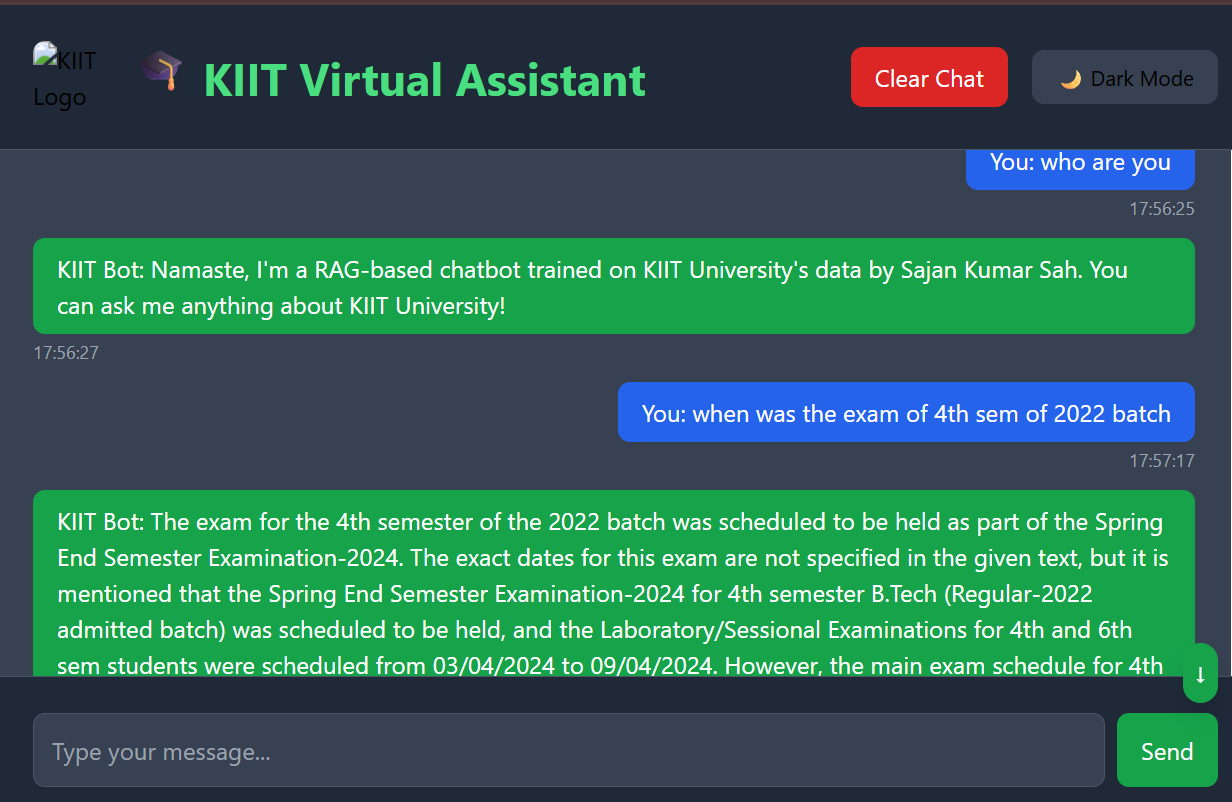 KIIT
Logo
🎓 KIIT Virtual Assistant
Clear Chat
🌙 Dark Mode
You: who are you
17:56:25
KIIT Bot: Namaste, I'm a RAG-based chatbot trained on KIIT University's data by Sajan Kumar Sah. You
can ask me anything about KIIT University!
17:56:27
You: when was the exam of 4th sem of 2022 batch
17:57:17
KIIT Bot: The exam for the 4th semester of the 2022 batch was scheduled to be held as part of the Spring
End Semester Examination-2024. The exact dates for this exam are not specified in the given text, but it is
mentioned that the Spring End Semester Examination-2024 for 4th semester B.Tech (Regular-2022
admitted batch) was scheduled to be held, and the Laboratory/Sessional Examinations for 4th and 6th
sem students were scheduled from 03/04/2024 to 09/04/2024. However, the main exam schedule for 4th
↓
Type your message...
Send